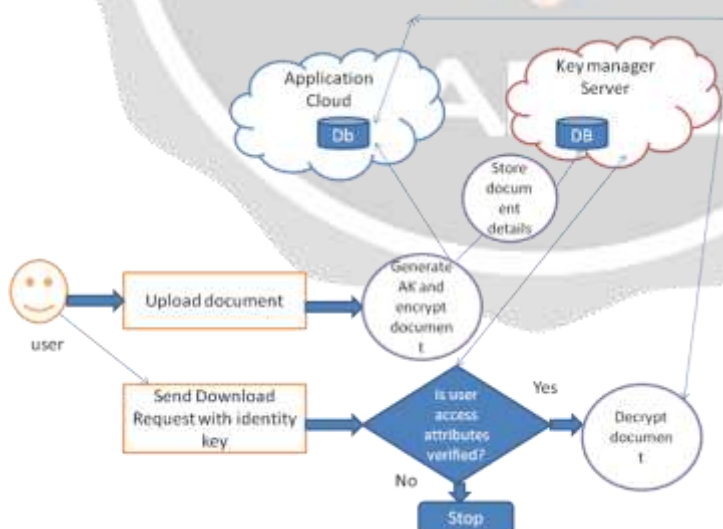 Application
Cloud
Db
Key manager
Server
DB
Store
docum
ent
details
Generate
AK and
encrypt
documen
t
Upload document
user
Send Download
Request with identity
key
Is user
access
attributes
verified?
Yes
Decrypt
documen
t
No
Stop